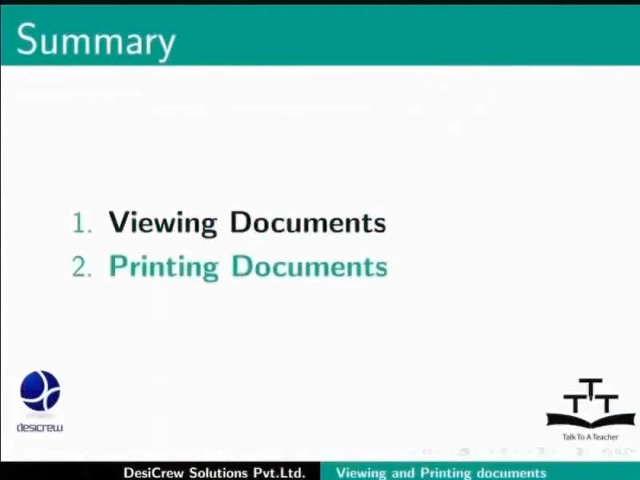 Summary
1. Viewing Documents
2. Printing Documents
desicrew
TTT
Talk To A Teacher
DesiCrew Solutions Pvt.Ltd.
Viewing and Printing documents